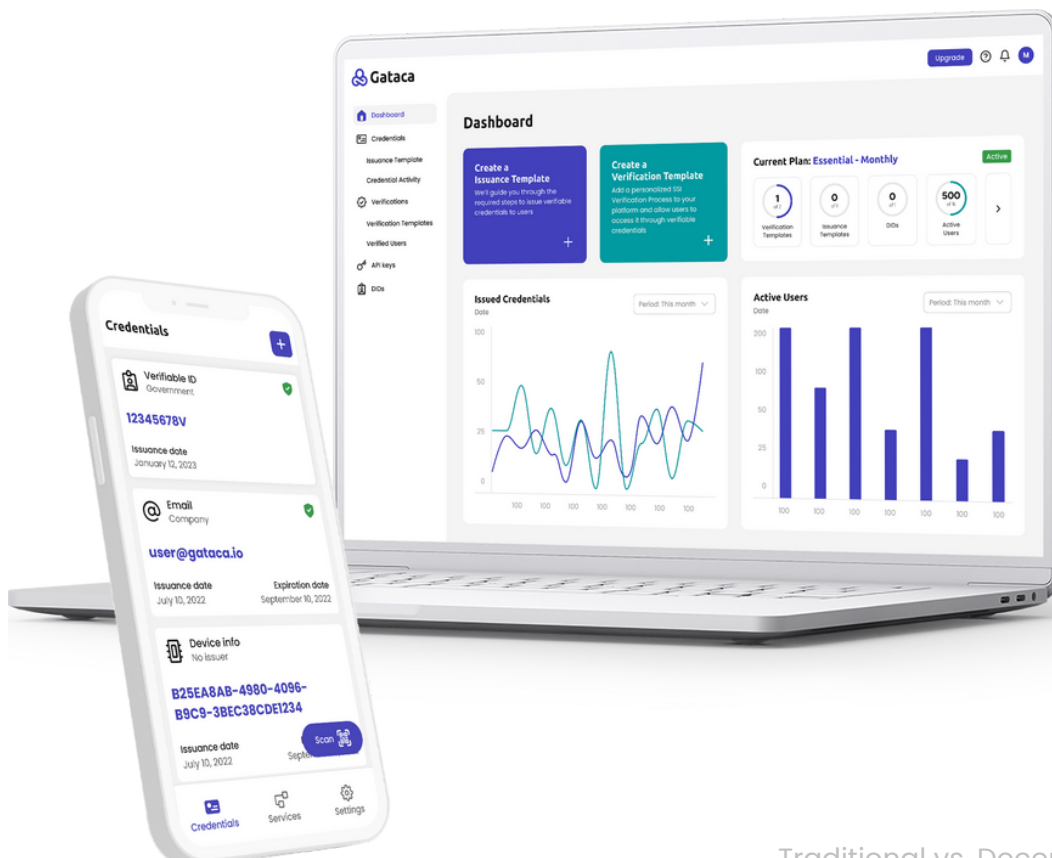 Gataca
Upgrade
M
Dashboard
Credentials
Issuance Template
Credential Activity
Verifications
Verification Templates
Verified Users
API keys
DIDs
Dashboard
Create a
Issuance Template
We'll guide you through the
required steps to issue verifiable
credentials to users
+
Create a
Verification Template
Add a personalized SSI
Verification Process to your
platform and allow users to
access it through verifiable
credentials
+
Current Plan: Essential - Monthly
Active
1
of 2
Verification
Templates
0
Issuance
Templates
0
DIDs
500
Active
Users
Issued Credentials
Date
Period: This month
100
50
25
0
100 100 100 100 100 100 100
Active Users
Date
Period: This month
200
100
50
25
0
100 100 100 100 100 100 100
Credentials
+
Verifiable ID
Government
12345678V
Issuance date
January 12, 2023
Email
Company
user@gataca.io
Issuance date Expiration date
July 10, 2022 September 10, 2022
Device info
No issuer
B25EA8AB-4980-4096-
B9C9-3BEC38CDE1234
Issuance date
July 10, 2022
Scan
Credentials Services Settings
Traditional vs.